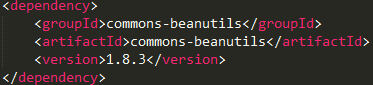 <dependency>
    <groupId>commons-beanutils</groupId>
    <artifactId>commons-beanutils</artifactId>
    <version>1.8.3</version>
</dependency>